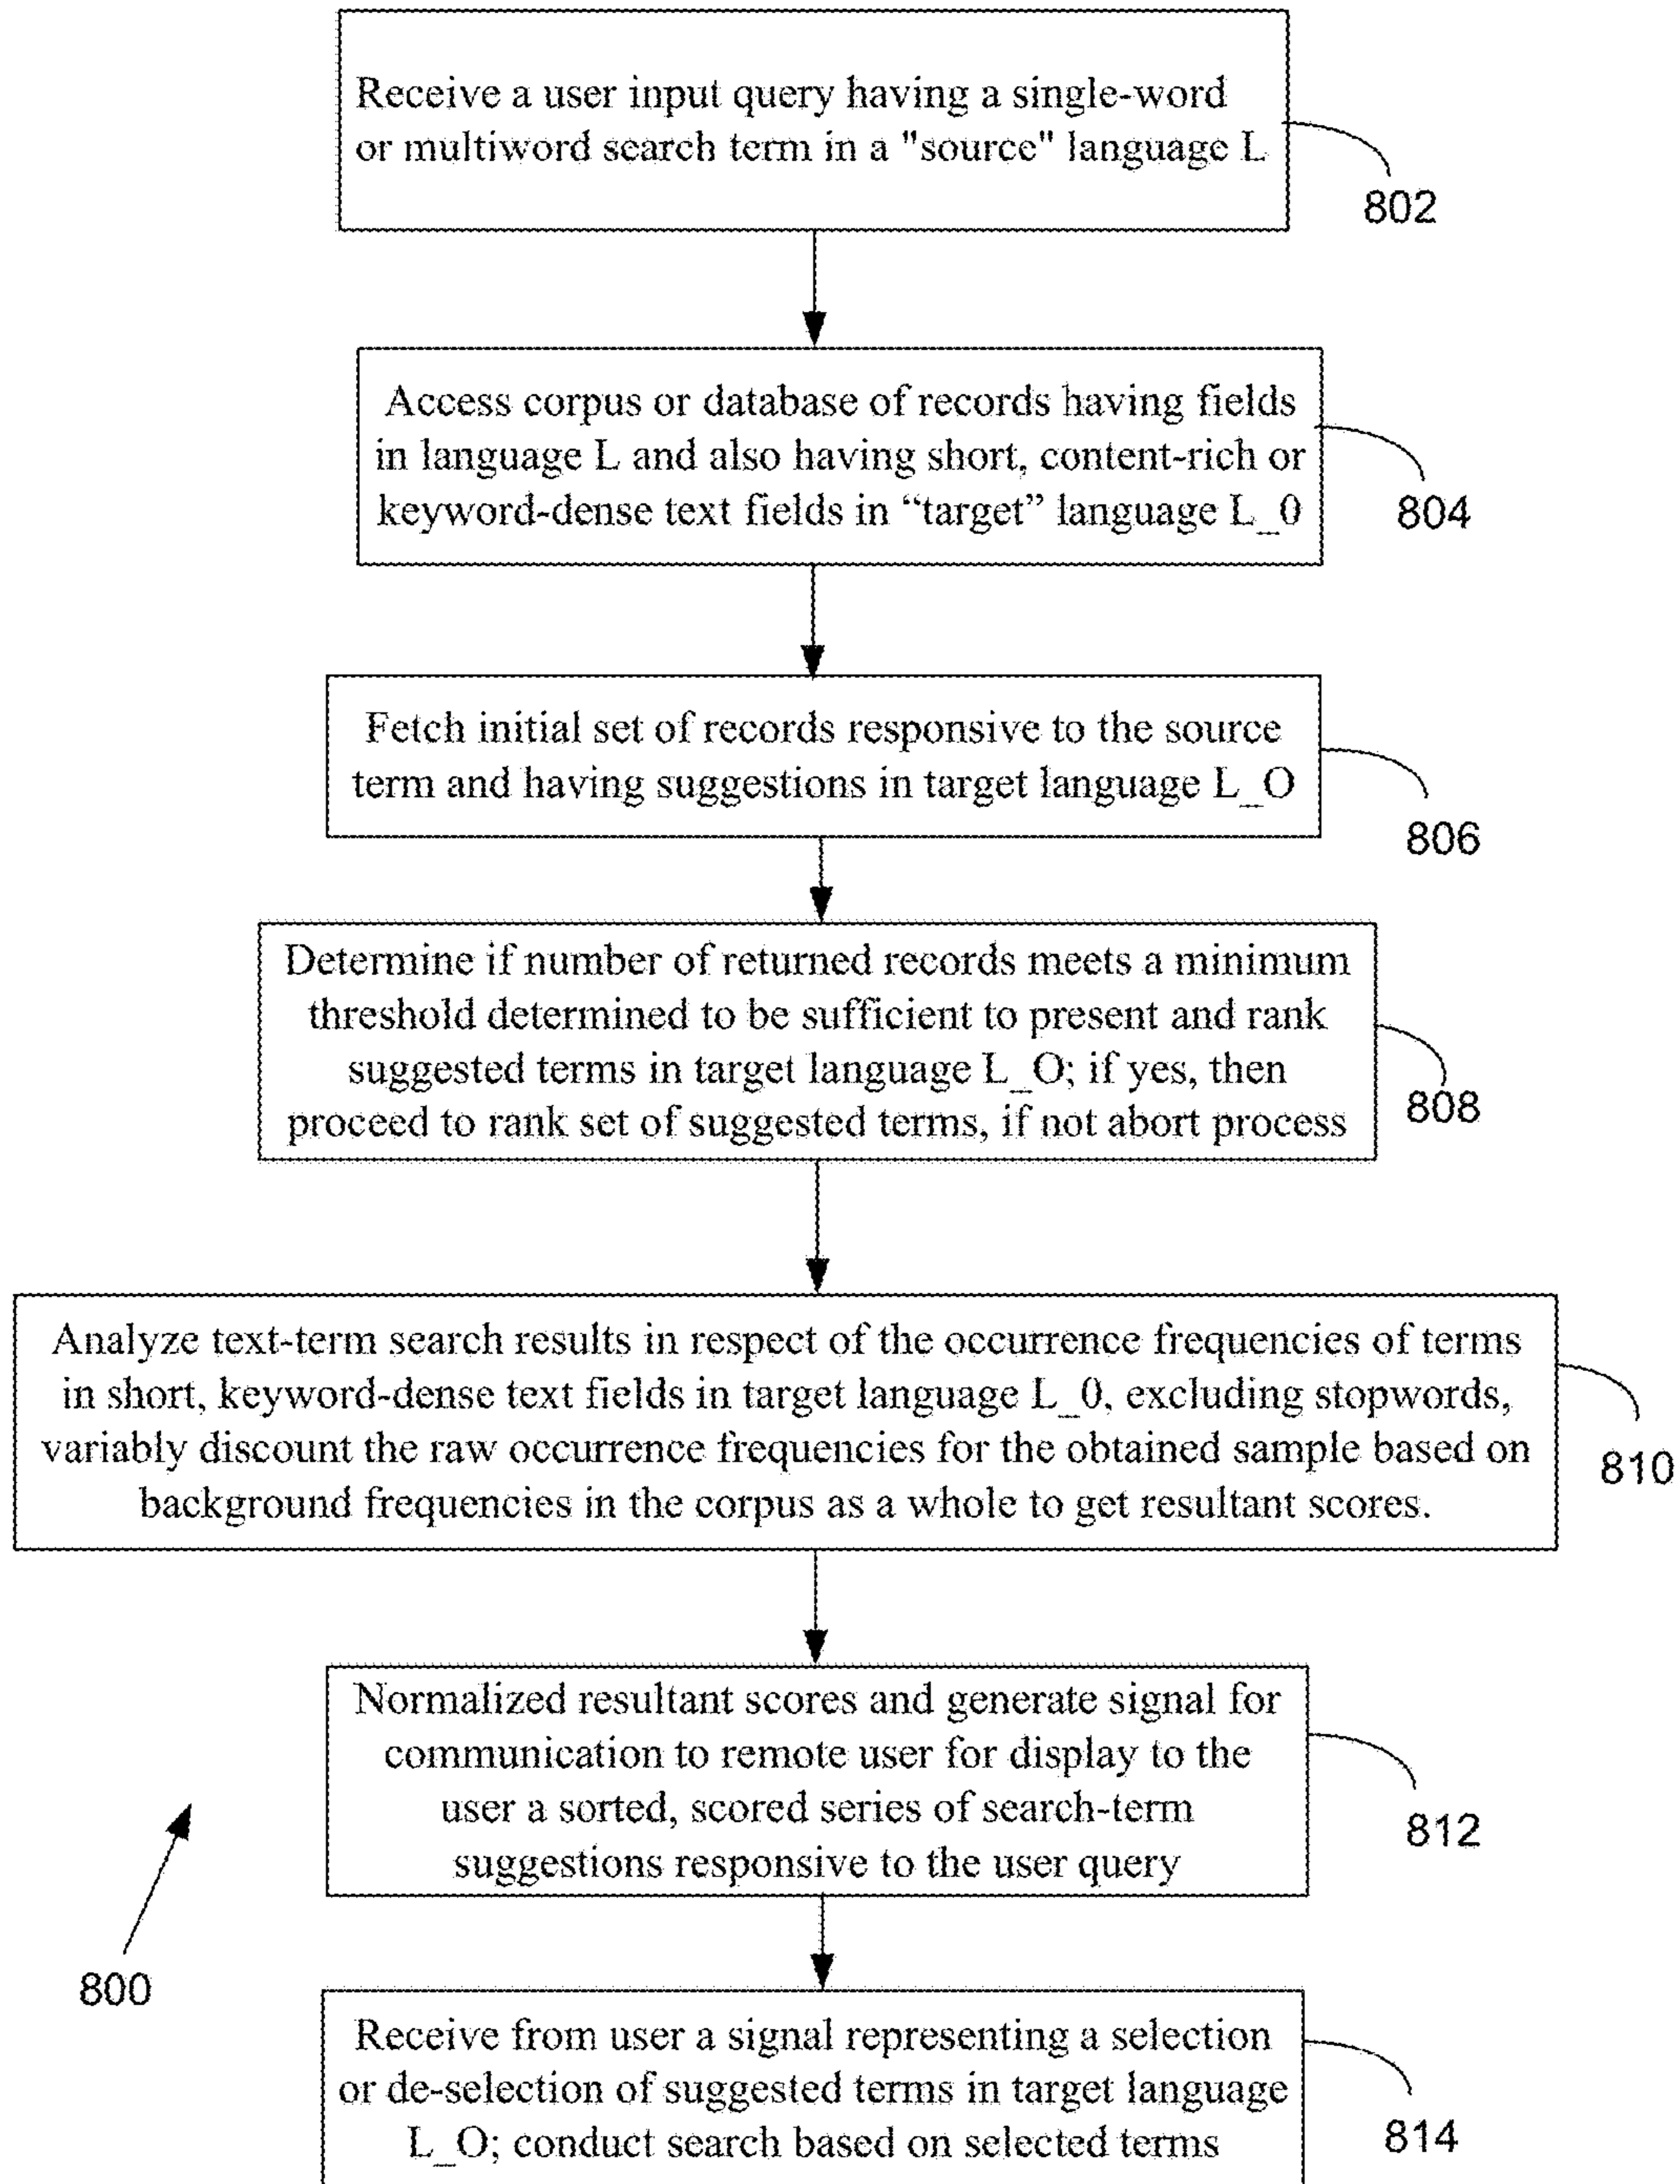 Receive a user input query having a single-word
or multiword search term in a "source" language L
802
Access corpus or database of records having fields
in language L and also having short, content-rich or
keyword-dense text fields in “target” language L_0
804
Fetch initial set of records responsive to the source
term and having suggestions in target language L_O
806
Determine if number of returned records meets a minimum
threshold determined to be sufficient to present and rank
suggested terms in target language L_O; if yes, then
proceed to rank set of suggested terms, if not abort process
808
Analyze text-term search results in respect of the occurrence frequencies of terms
in short, keyword-dense text fields in target language L_0, excluding stopwords,
variably discount the raw occurrence frequencies for the obtained sample based on
background frequencies in the corpus as a whole to get resultant scores.
810
Normalized resultant scores and generate signal for
communication to remote user for display to the
user a sorted, scored series of search-term
suggestions responsive to the user query
812
800
Receive from user a signal representing a selection
or de-selection of suggested terms in target language
L_O; conduct search based on selected terms
814